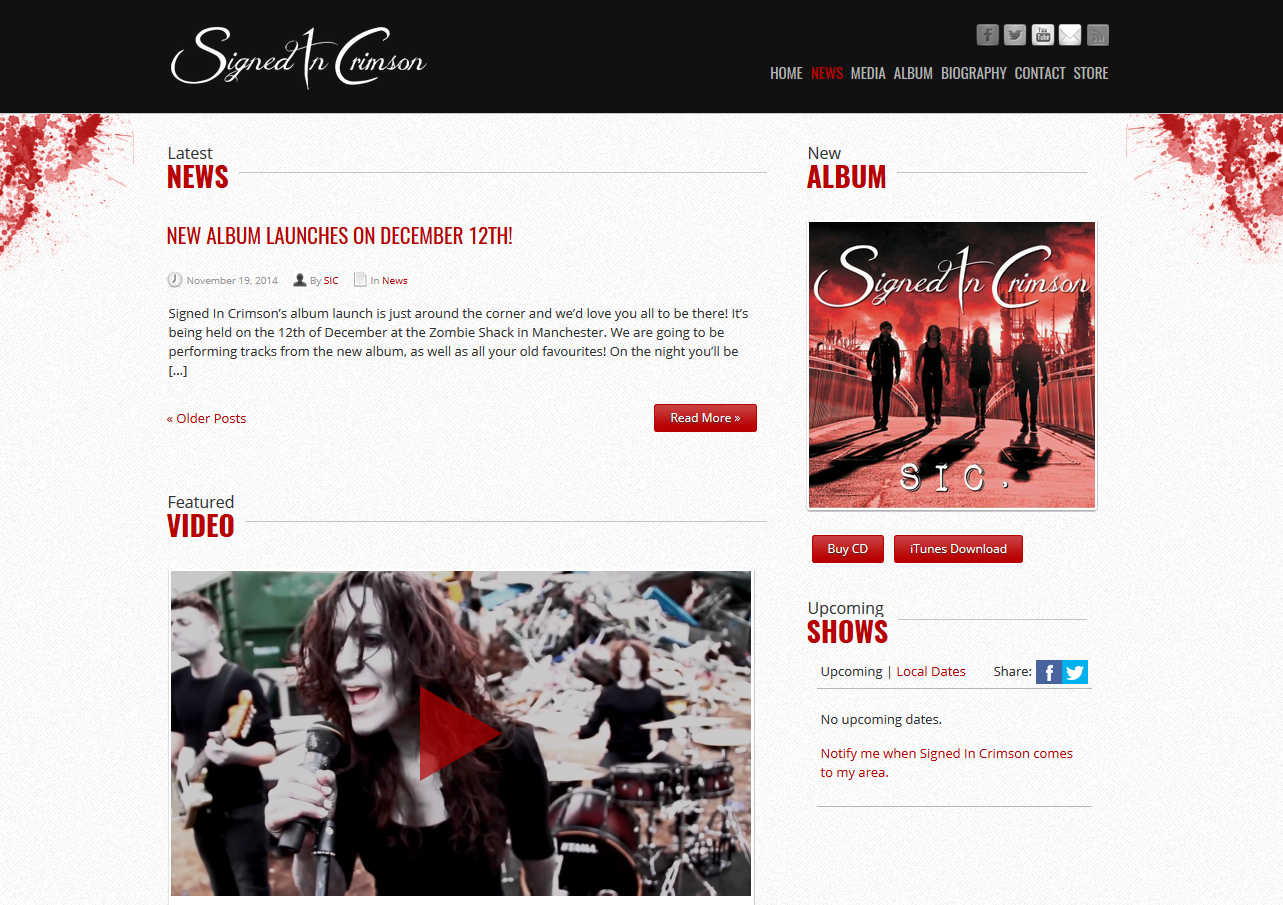 Signed In Crimson
You Tube
HOME NEWS MEDIA ALBUM BIOGRAPHY CONTACT STORE
Latest
NEWS
NEW ALBUM LAUNCHES ON DECEMBER 12TH!
November 19, 2014 By SIC In News
Signed In Crimson’s album launch is just around the corner and we’d love you all to be there! It’s
being held on the 12th of December at the Zombie Shack in Manchester. We are going to be
performing tracks from the new album, as well as all your old favourites! On the night you’ll be
[...]
« Older Posts
Read More »
Featured
VIDEO
TAMA
New
ALBUM
Signed In Crimson
SIC.
Buy CD
iTunes Download
Upcoming
SHOWS
Upcoming | Local Dates Share:
No upcoming dates.
Notify me when Signed In Crimson comes
to my area.